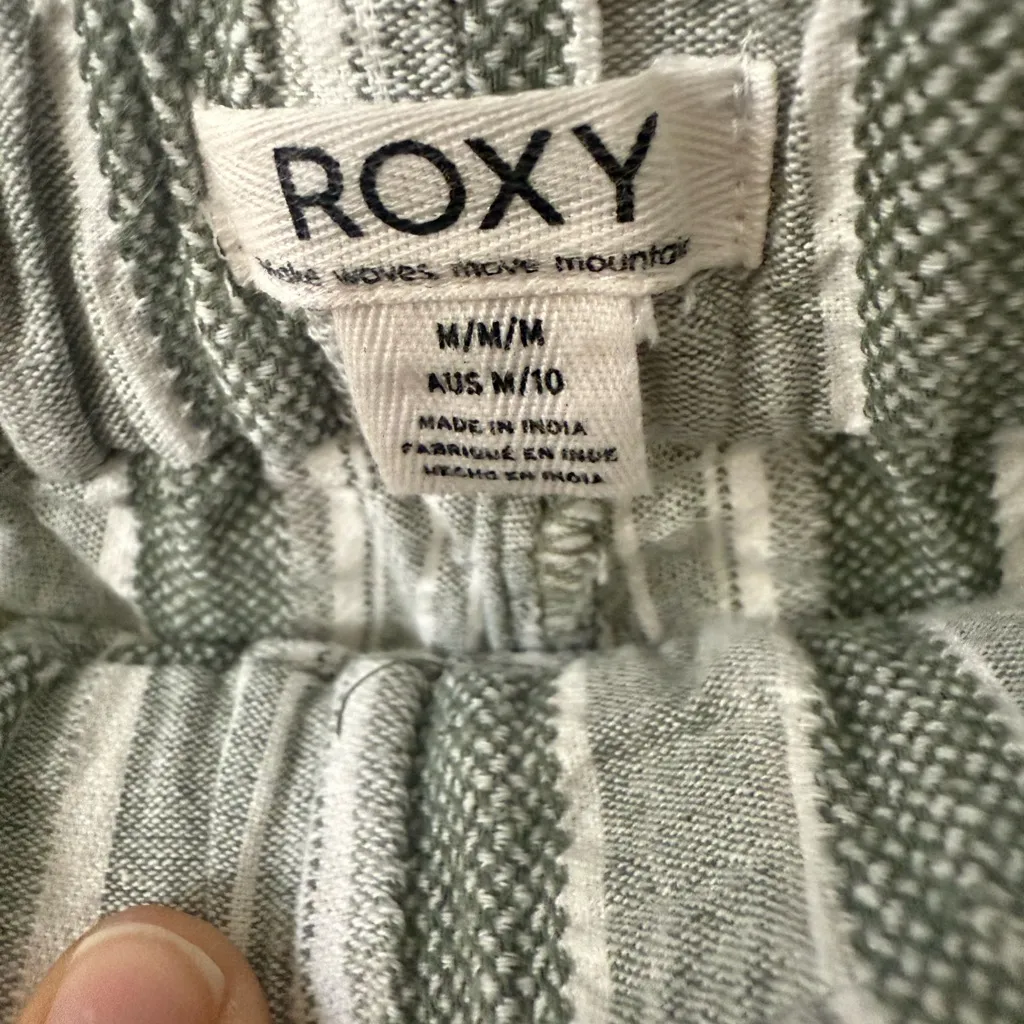 ROXY
make waves move mountains
M/M/M
AUS M/10
MADE IN INDIA
FABRIQUÉ EN INDE
HECHO EN INDIA